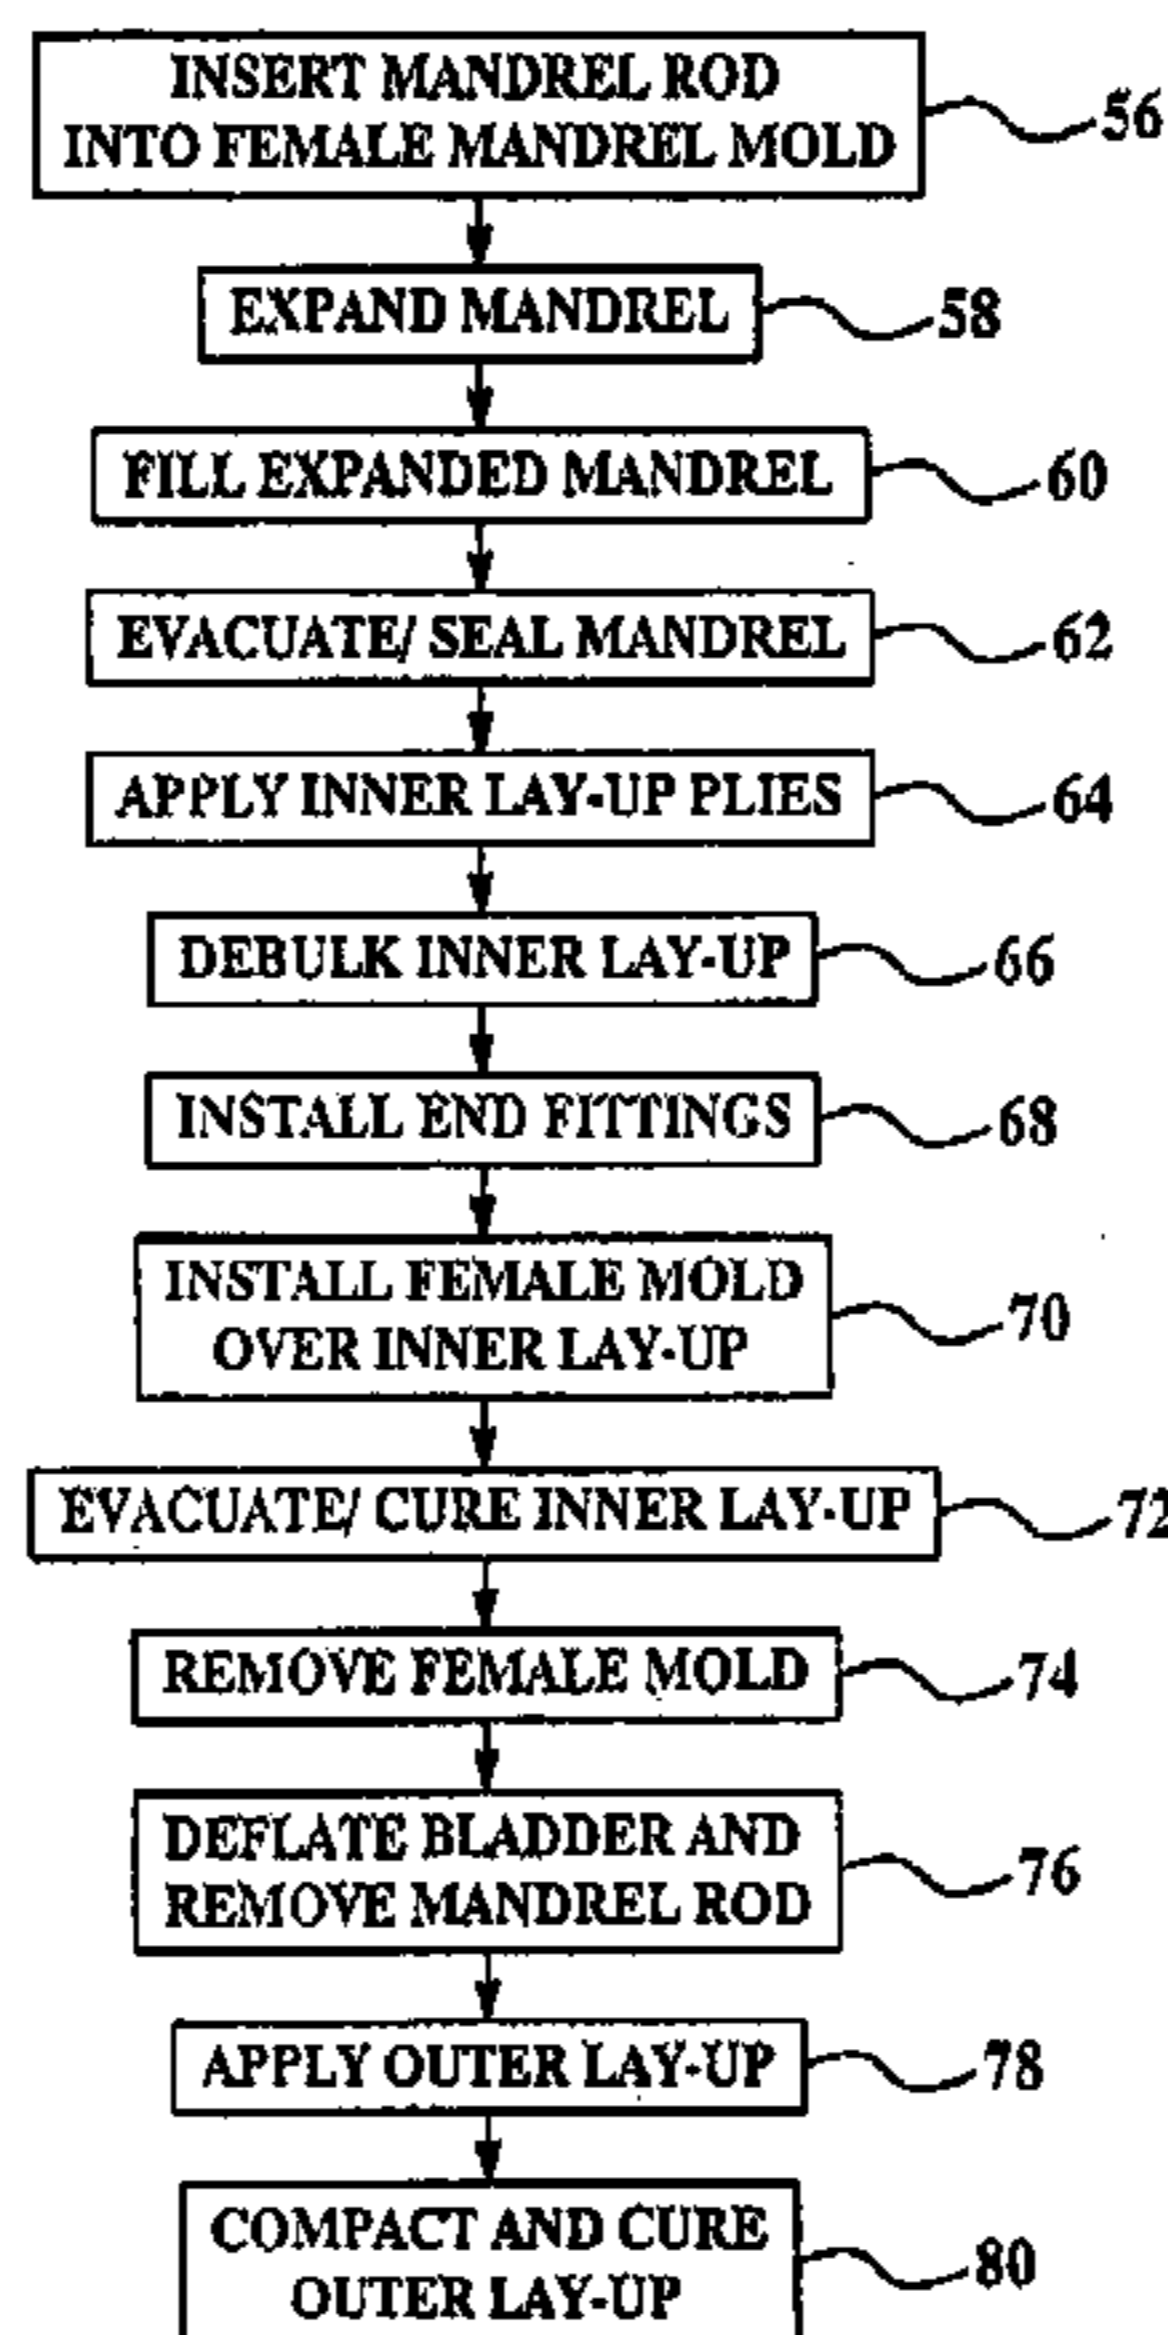 INSERT MANDREL ROD
INTO FEMALE MANDREL MOLD
56
EXPAND MANDREL
58
FILL EXPANDED MANDREL
60
EVACUATE/ SEAL MANDREL
62
APPLY INNER LAY-UP PLIES
64
DEBULK INNER LAY-UP
66
INSTALL END FITTINGS
68
INSTALL FEMALE MOLD
OVER INNER LAY-UP
70
EVACUATE/ CURE INNER LAY-UP
72
REMOVE FEMALE MOLD
74
DEFLATE BLADDER AND
REMOVE MANDREL ROD
76
APPLY OUTER LAY-UP
78
COMPACT AND CURE
OUTER LAY-UP
80